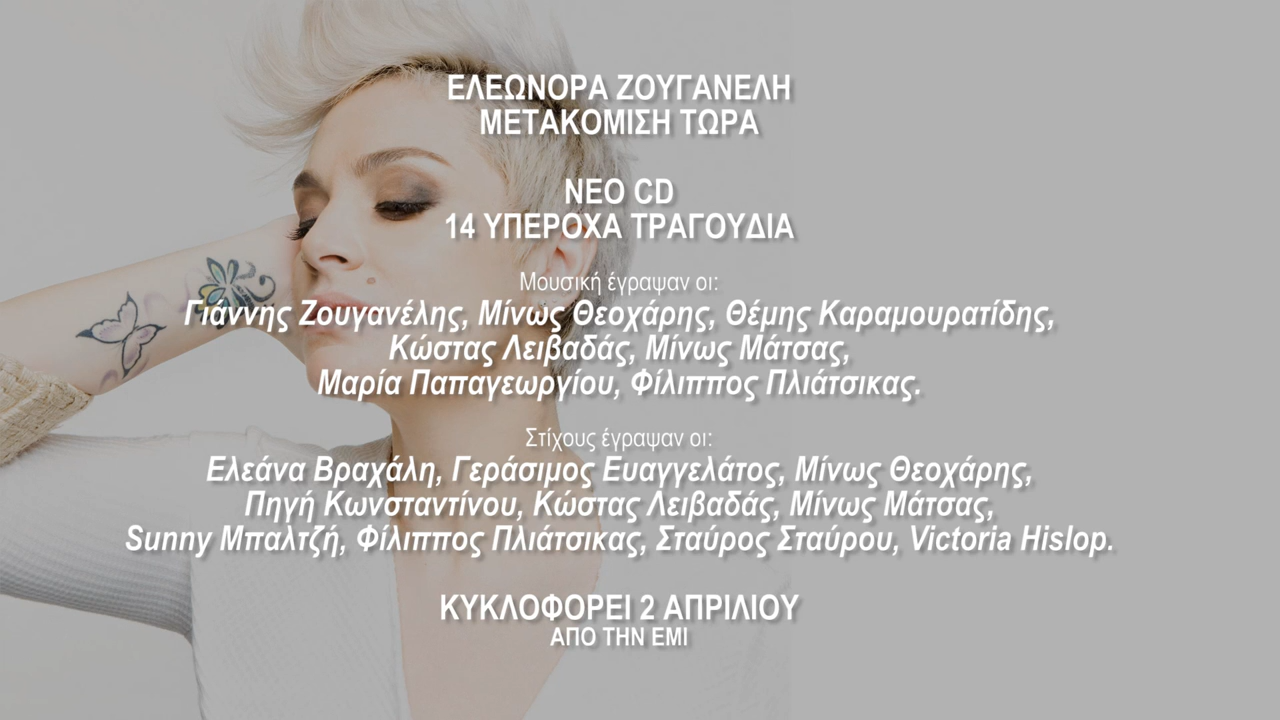 ΕΛΕΩΝΟΡΑ ΖΟΥΓΑΝΕΛΗ
ΜΕΤΑΚΟΜΙΣΗ ΤΩΡΑ
ΝΕΟ CD
14 ΥΠΕΡΟΧΑ ΤΡΑΓΟΥΔΙΑ
Μουσική έγραψαν οι:
Γιάννης Ζουγανέλης, Μίνως Θεοχάρης, Θέμης Καραμουρατίδης,
Κώστας Λειβαδάς, Μίνως Μάτσας,
Μαρία Παπαγεωργίου, Φίλιππος Πλιάτσικας.
Στίχους έγραψαν οι:
Ελεάνα Βραχάλη, Γεράσιμος Ευαγγελάτος, Μίνως Θεοχάρης,
Πηγή Κωνσταντίνου, Κώστας Λειβαδάς, Μίνως Μάτσας,
Sunny Μπαλτζή, Φίλιππος Πλιάτσικας, Σταύρος Σταύρου, Victoria Hislop.
ΚΥΚΛΟΦΟΡΕΙ 2 ΑΠΡΙΛΙΟΥ
ΑΠΟ ΤΗΝ ΕΜΙ